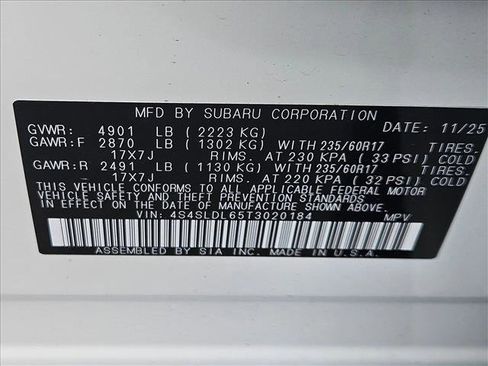 MFD BY SUBARU CORPORATION
GVWR: 4901 LB (2223 KG) DATE: 11/25
GAWR:F 2870 LB (1302 KG) WITH 235/60R17 TIRES.
17X7J RIMS. AT 230 KPA (33 PSI) COLD
GAWR:R 2491 LB (1130 KG) WITH 235/60R17 TIRES.
17X7J RIMS. AT 220 KPA (32 PSI) COLD
THIS VEHICLE CONFORMS TO ALL APPLICABLE FEDERAL MOTOR
VEHICLE SAFETY AND THEFT PREVENTION STANDARDS
IN EFFECT ON THE DATE OF MANUFACTURE SHOWN ABOVE.
VIN: 4S4SLDL65T3020184 MPV
ASSEMBLED BY SIA INC. MADE IN U.S.A.